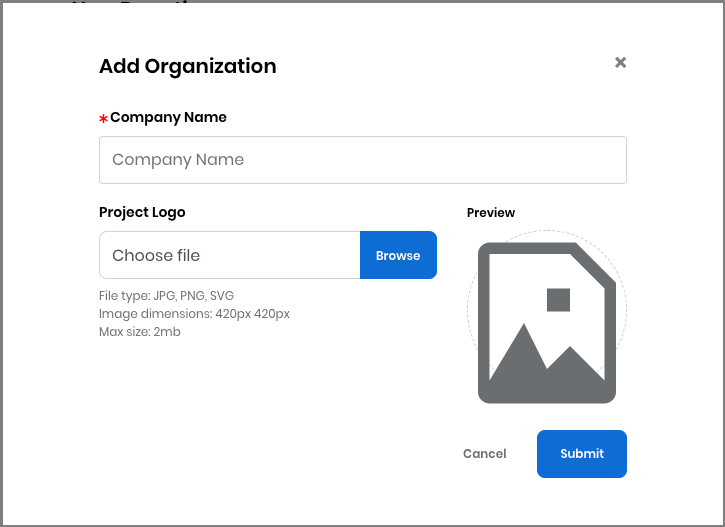 Add Organization
×
*Company Name
Company Name
Project Logo
Preview
Choose file
Browse
File type: JPG, PNG, SVG
Image dimensions: 420px 420px
Max size: 2mb
Cancel
Submit